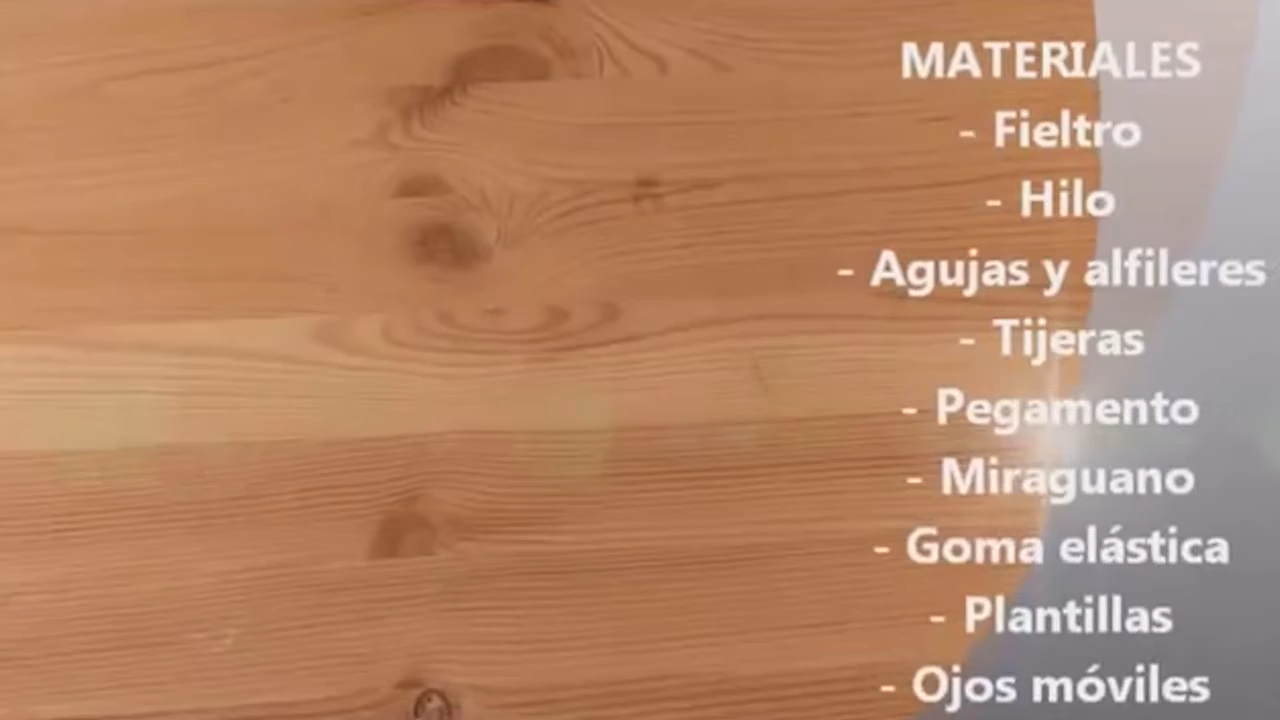 MATERIALES
- Fieltro
- Hilo
- Agujas y alfileres
- Tijeras
- Pegamento
- Miraguano
- Goma elástica
- Plantillas
- Ojos móviles